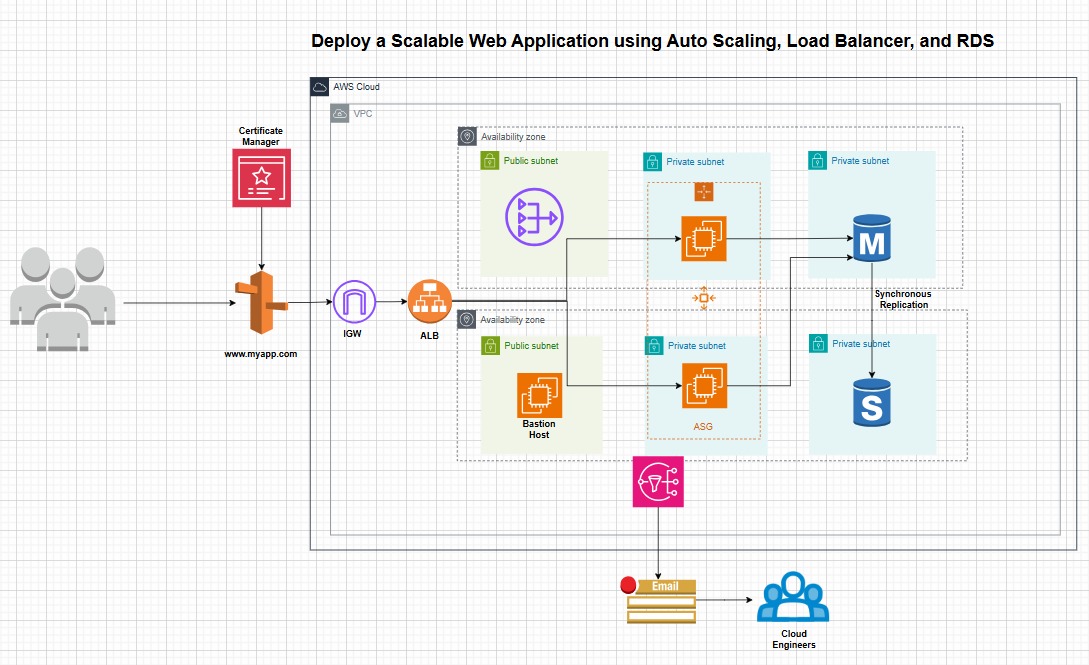 Deploy a Scalable Web Application using Auto Scaling, Load Balancer, and RDS
AWS Cloud
VPC
Certificate
Manager
Availability zone
Public subnet
Private subnet
Private subnet
M
Synchronous
Replication
www.myapp.com
IGW
ALB
Availability zone
Public subnet
Private subnet
Private subnet
S
Bastion
Host
ASG
Email
Cloud
Engineers